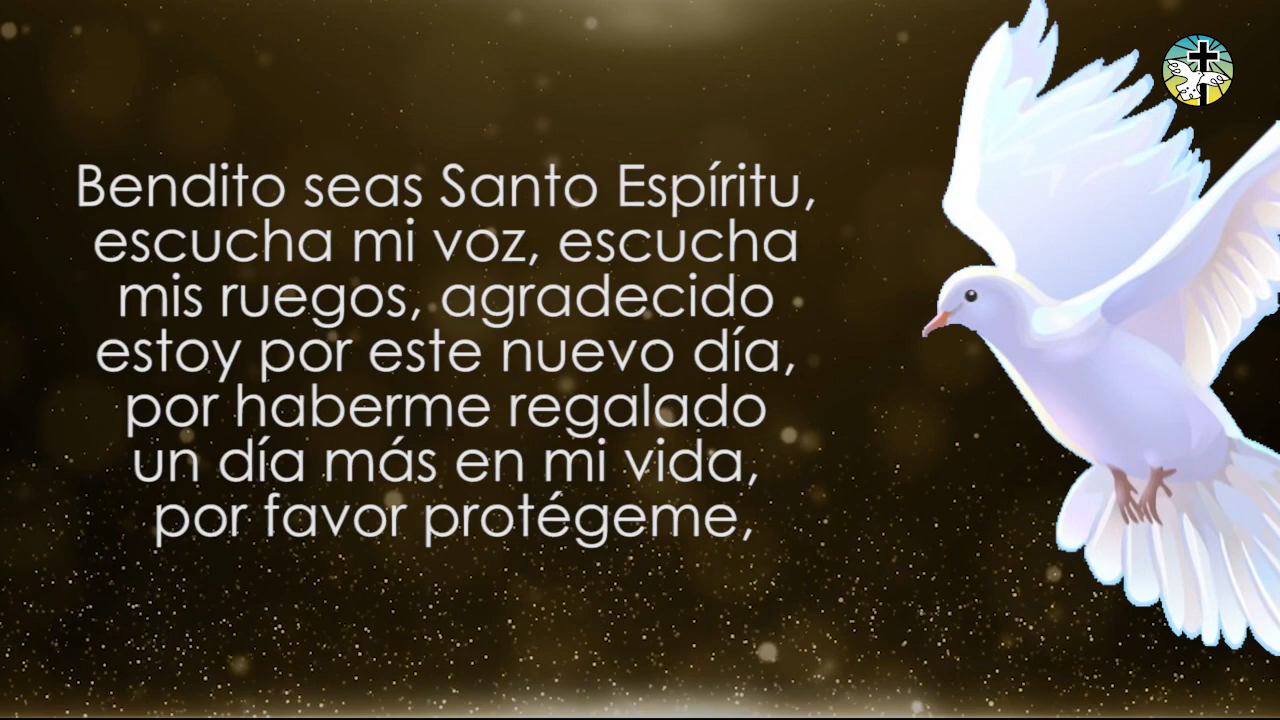 Bendito seas Santo Espíritu,
escucha mi voz, escucha
mis ruegos, agradecido
estoy por este nuevo día,
por haberme regalado
un día más en mi vida,
por favor protégeme,